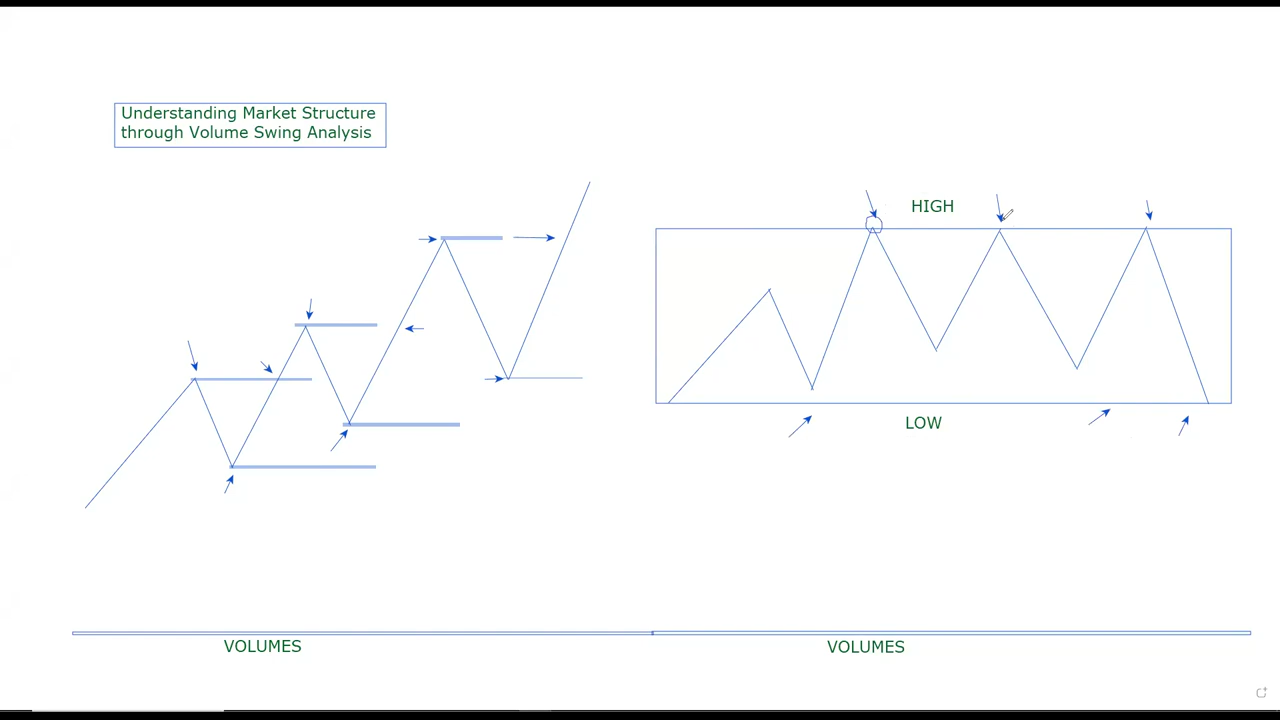 Understanding Market Structure
through Volume Swing Analysis
HIGH
LOW
VOLUMES
VOLUMES